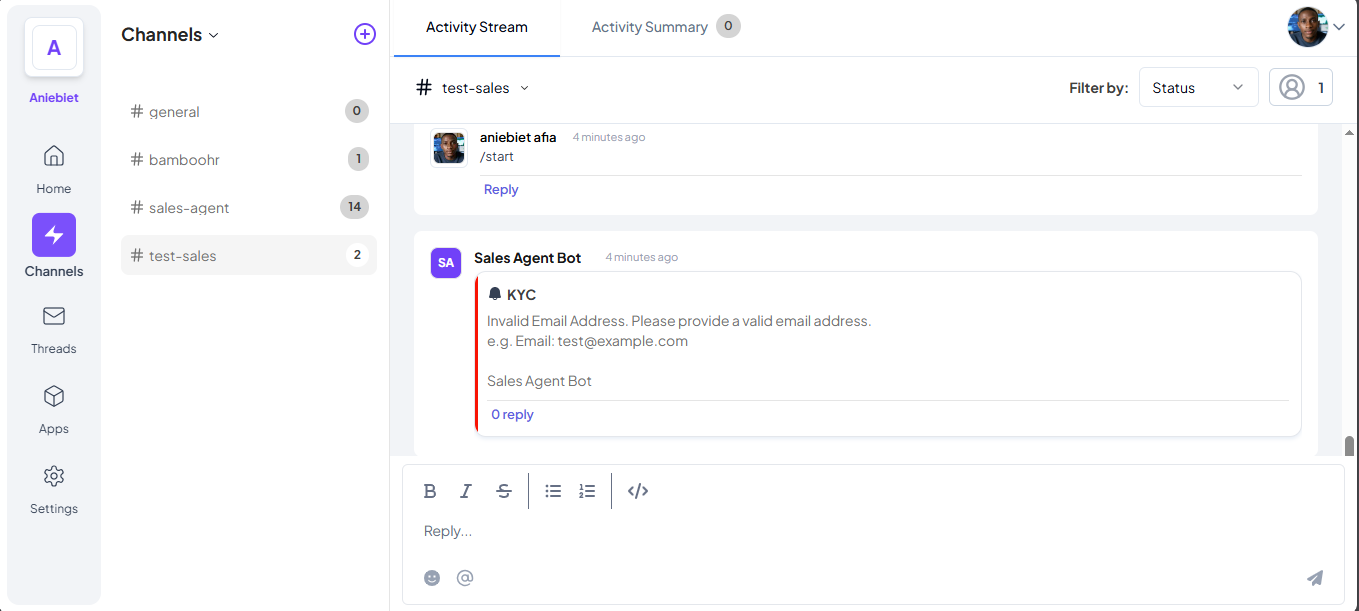 A
Aniebiet
Home
Channels
Threads
Apps
Settings
Channels
# general 0
# bamboohr 1
# sales-agent 14
# test-sales 2
Activity Stream
Activity Summary 0
# test-sales
Filter by:
Status
1
aniebiet afia 4 minutes ago
/start
Reply
SA
Sales Agent Bot 4 minutes ago
KYC
Invalid Email Address. Please provide a valid email address.
e.g. Email: test@example.com
Sales Agent Bot
0 reply
B I S </>
Reply...
@